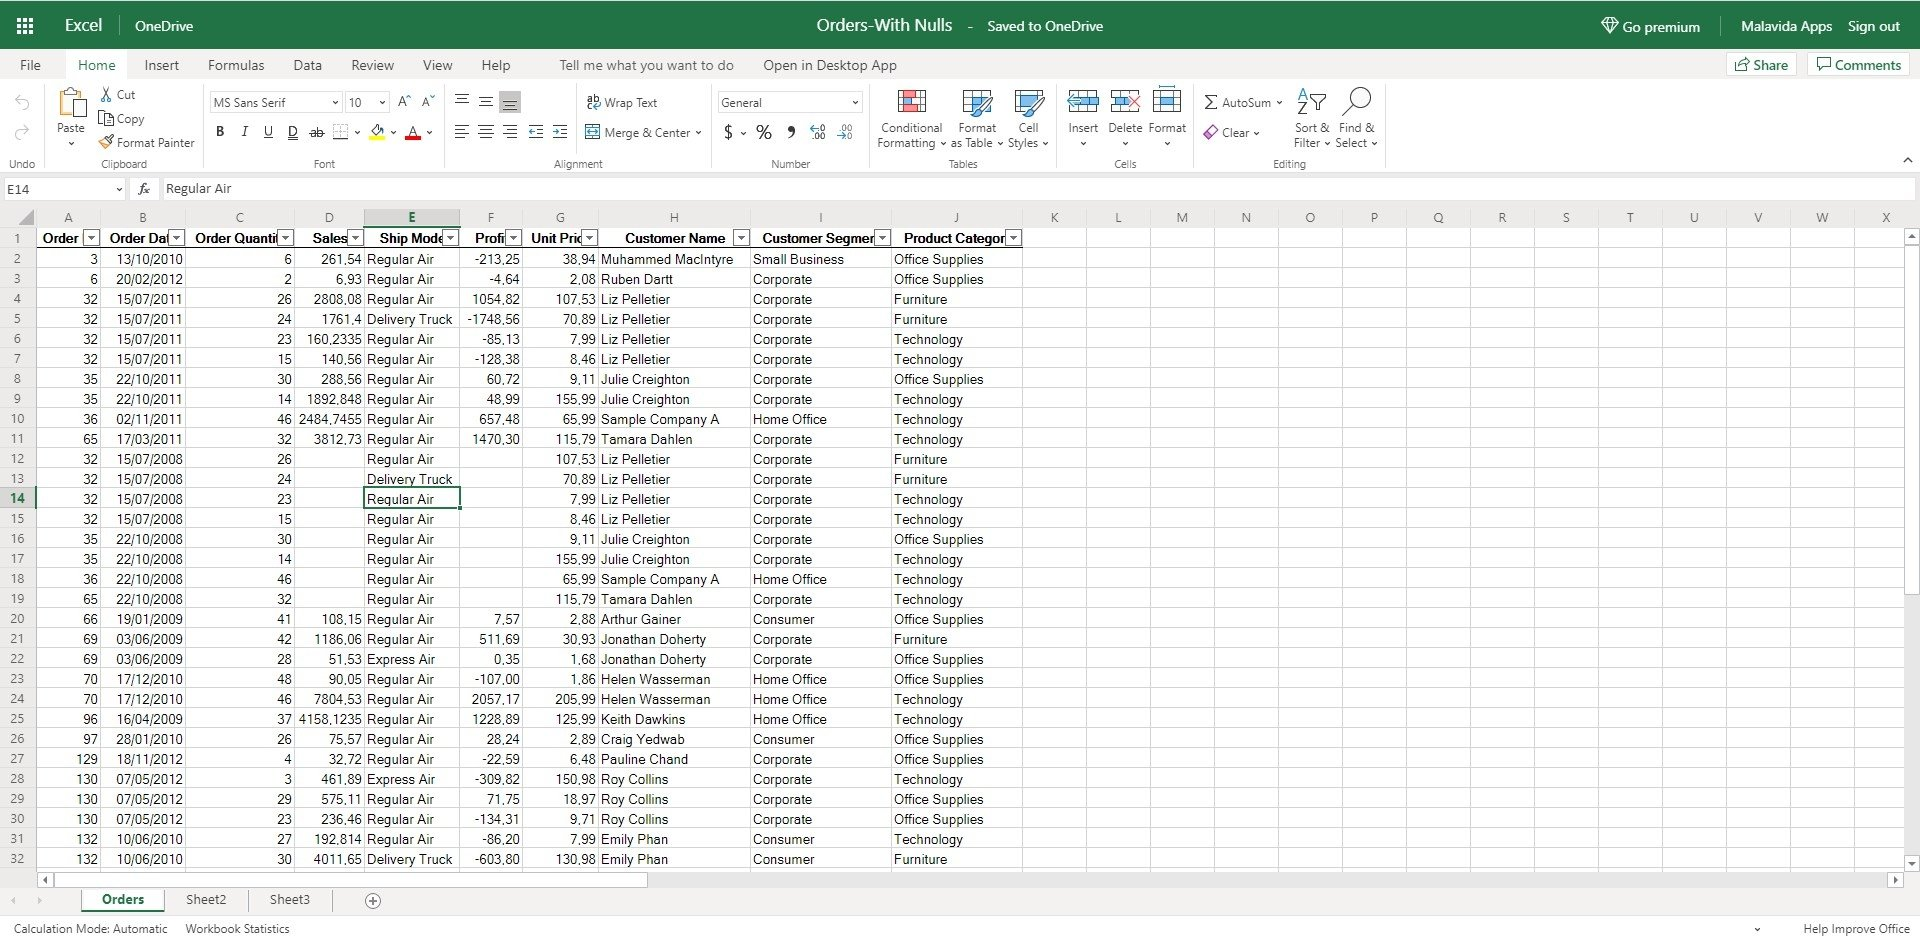 Excel OneDrive Orders-With Nulls - Saved to OneDrive Go premium Malavida Apps Sign out
File Home Insert Formulas Data Review View Help Tell me what you want to do Open in Desktop App Share Comments
Paste Cut Copy Format Painter
MS Sans Serif 10 A A
B I U D ab A
Wrap Text
Merge & Center
General
$ % 9 .00 .00
Conditional Formatting Format as Table Cell Styles
Insert Delete Format
AutoSum Clear
Sort & Filter Find & Select
Undo Clipboard Font Alignment Number Tables Cells Editing
E14 fx Regular Air
A B C D E F G H I J K L M N O P Q R S T U V W X
1 Order Order Dat Order Quantit Sales Ship Mode Profi Unit Pric Customer Name Customer Segmer Product Categor
2 3 13/10/2010 6 261,54 Regular Air -213,25 38,94 Muhammed MacIntyre Small Business Office Supplies
3 6 20/02/2012 2 6,93 Regular Air -4,64 2,08 Ruben Dartt Corporate Office Supplies
4 32 15/07/2011 26 2808,08 Regular Air 1054,82 107,53 Liz Pelletier Corporate Furniture
5 32 15/07/2011 24 1761,4 Delivery Truck -1748,56 70,89 Liz Pelletier Corporate Furniture
6 32 15/07/2011 23 160,2335 Regular Air -85,13 7,99 Liz Pelletier Corporate Technology
7 32 15/07/2011 15 140,56 Regular Air -128,38 8,46 Liz Pelletier Corporate Technology
8 35 22/10/2011 30 288,56 Regular Air 60,72 9,11 Julie Creighton Corporate Office Supplies
9 35 22/10/2011 14 1892,848 Regular Air 48,99 155,99 Julie Creighton Corporate Technology
10 36 02/11/2011 46 2484,7455 Regular Air 657,48 65,99 Sample Company A Home Office Technology
11 65 17/03/2011 32 3812,73 Regular Air 1470,30 115,79 Tamara Dahlen Corporate Technology
12 32 15/07/2008 26 Regular Air 107,53 Liz Pelletier Corporate Furniture
13 32 15/07/2008 24 Delivery Truck 70,89 Liz Pelletier Corporate Furniture
14 32 15/07/2008 23 Regular Air 7,99 Liz Pelletier Corporate Technology
15 32 15/07/2008 15 Regular Air 8,46 Liz Pelletier Corporate Technology
16 35 22/10/2008 30 Regular Air 9,11 Julie Creighton Corporate Office Supplies
17 35 22/10/2008 14 Regular Air 155,99 Julie Creighton Corporate Technology
18 36 22/10/2008 46 Regular Air 65,99 Sample Company A Home Office Technology
19 65 22/10/2008 32 Regular Air 115,79 Tamara Dahlen Corporate Technology
20 66 19/01/2009 41 108,15 Regular Air 7,57 2,88 Arthur Gainer Consumer Office Supplies
21 69 03/06/2009 42 1186,06 Regular Air 511,69 30,93 Jonathan Doherty Corporate Furniture
22 69 03/06/2009 28 51,53 Express Air 0,35 1,68 Jonathan Doherty Corporate Office Supplies
23 70 17/12/2010 48 90,05 Regular Air -107,00 1,86 Helen Wasserman Home Office Office Supplies
24 70 17/12/2010 46 7804,53 Regular Air 2057,17 205,99 Helen Wasserman Home Office Technology
25 96 16/04/2009 37 4158,1235 Regular Air 1228,89 125,99 Keith Dawkins Home Office Technology
26 97 28/01/2010 26 75,57 Regular Air 28,24 2,89 Craig Yedwab Consumer Office Supplies
27 129 18/11/2012 4 32,72 Regular Air -22,59 6,48 Pauline Chand Corporate Office Supplies
28 130 07/05/2012 3 461,89 Express Air -309,82 150,98 Roy Collins Corporate Technology
29 130 07/05/2012 29 575,11 Regular Air 71,75 18,97 Roy Collins Corporate Office Supplies
30 130 07/05/2012 23 236,46 Regular Air -134,31 9,71 Roy Collins Corporate Office Supplies
31 132 10/06/2010 27 192,814 Regular Air -86,20 7,99 Emily Phan Consumer Technology
32 132 10/06/2010 30 4011,65 Delivery Truck -603,80 130,98 Emily Phan Consumer Furniture
Orders Sheet2 Sheet3
Calculation Mode: Automatic Workbook Statistics Help Improve Office